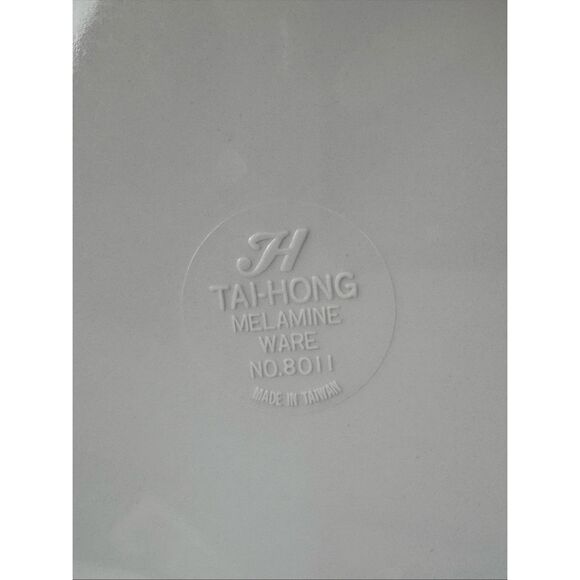 TH
TAI-HONG
MELAMINE
WARE
NO.8011
MADE IN TAIWAN